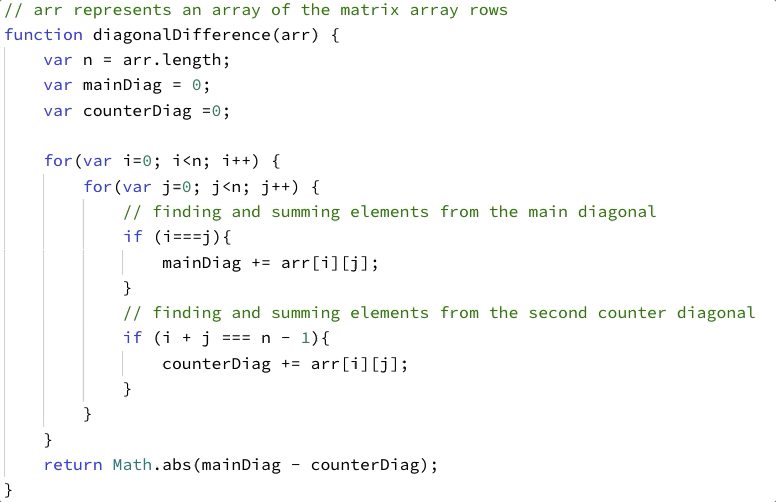 // arr represents an array of the matrix array rows
function diagonalDifference(arr) {
    var n = arr.length;
    var mainDiag = 0;
    var counterDiag =0;

    for(var i=0; i<n; i++) {
        for(var j=0; j<n; j++) {
            // finding and summing elements from the main diagonal
            if (i===j){
                mainDiag += arr[i][j];
            }
            // finding and summing elements from the second counter diagonal
            if (i + j === n - 1){
                counterDiag += arr[i][j];
            }
        }
    }
    return Math.abs(mainDiag - counterDiag);
}